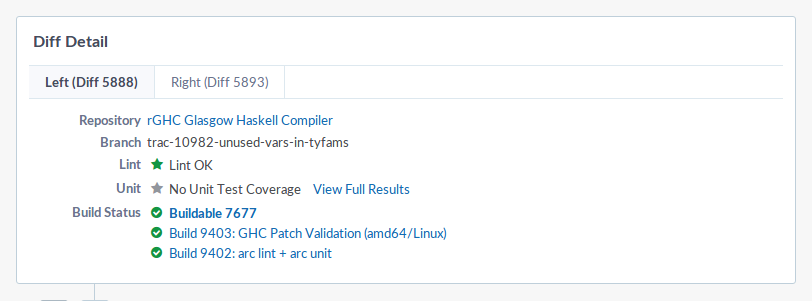 Diff Detail
Left (Diff 5888) Right (Diff 5893)
Repository rGHC Glasgow Haskell Compiler
Branch trac-10982-unused-vars-in-tyfams
Lint Lint OK
Unit No Unit Test Coverage View Full Results
Build Status Buildable 7677
Build 9403: GHC Patch Validation (amd64/Linux)
Build 9402: arc lint + arc unit